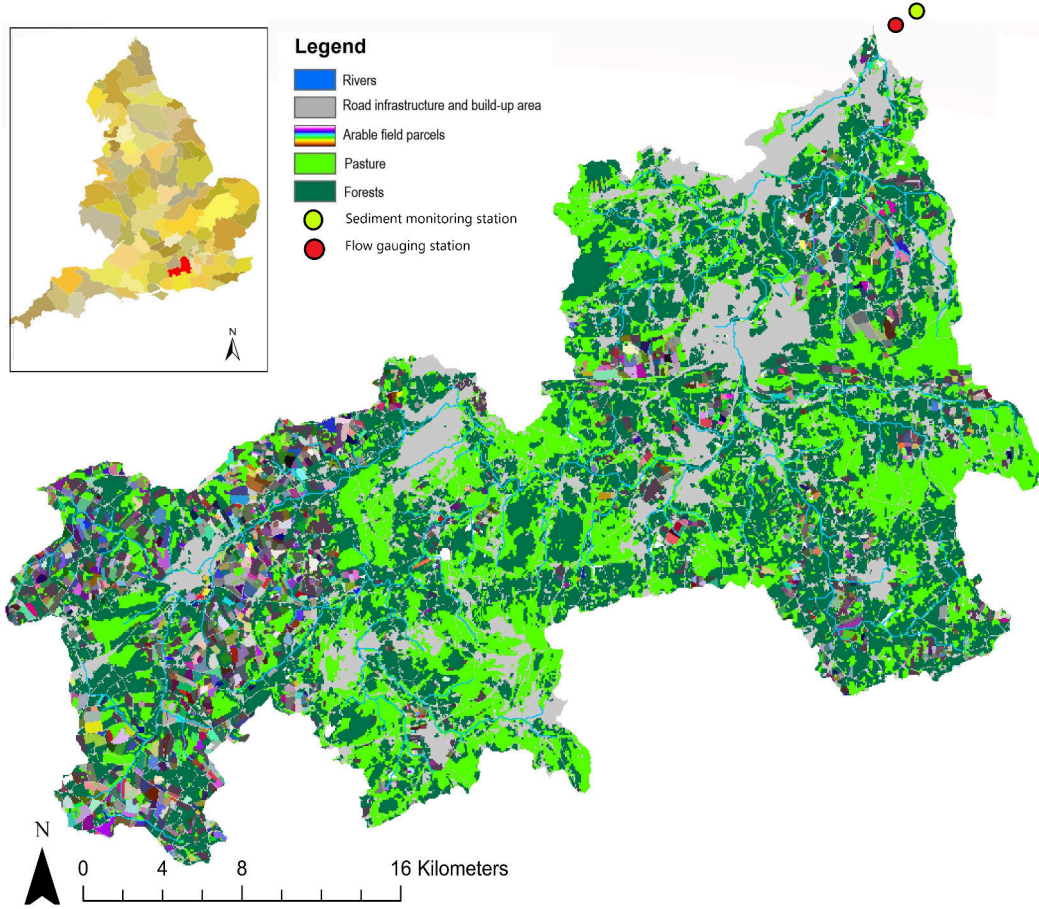 Legend
Rivers
Road infrastructure and build-up area
Arable field parcels
Pasture
Forests
Sediment monitoring station
Flow gauging station
N
N
0 4 8 16 Kilometers